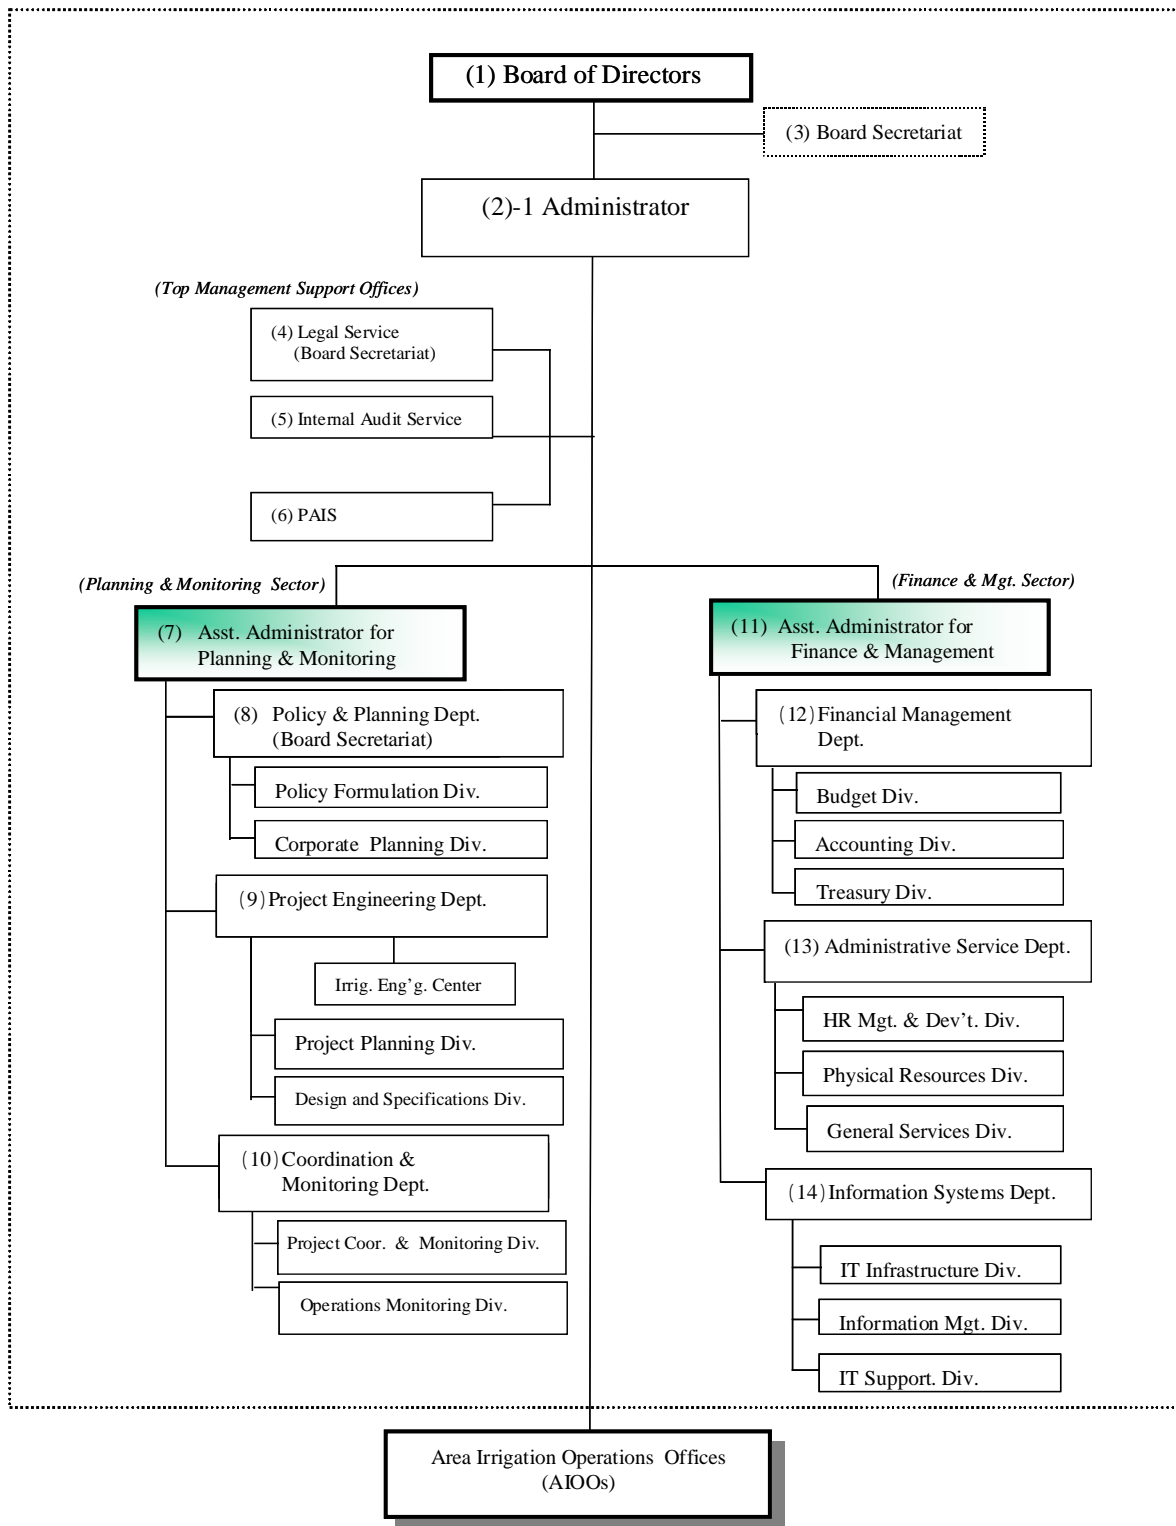 (1) Board of Directors
(3) Board Secretariat
(2)-1 Administrator
(Top Management Support Offices)
(4) Legal Service
(Board Secretariat)
(5) Internal Audit Service
(6) PAIS
(Planning & Monitoring Sector)
(7) Asst. Administrator for
Planning & Monitoring
(8) Policy & Planning Dept.
(Board Secretariat)
Policy Formulation Div.
Corporate Planning Div.
(9) Project Engineering Dept.
Irrig. Eng’g. Center
Project Planning Div.
Design and Specifications Div.
(10) Coordination &
Monitoring Dept.
Project Coor. & Monitoring Div.
Operations Monitoring Div.
(Finance & Mgt. Sector)
(11) Asst. Administrator for
Finance & Management
(12) Financial Management
Dept.
Budget Div.
Accounting Div.
Treasury Div.
(13) Administrative Service Dept.
HR Mgt. & Dev’t. Div.
Physical Resources Div.
General Services Div.
(14) Information Systems Dept.
IT Infrastructure Div.
Information Mgt. Div.
IT Support. Div.
Area Irrigation Operations Offices
(AIOOs)